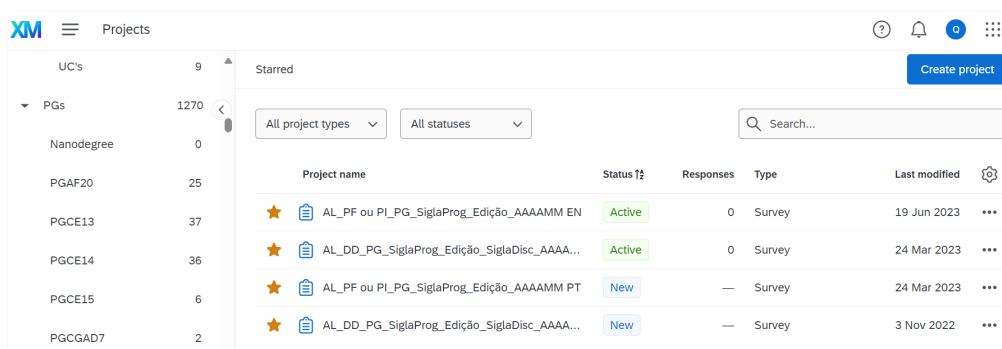 XM Projects Q
UC's 9
PGs 1270
Nanodegree 0
PGAF20 25
PGCE13 37
PGCE14 36
PGCE15 6
PGCGAD7 2
Starred Create project
All project types All statuses Search...
Project name Status Responses Type Last modified
AL_PF ou PI_PG_SiglaProg_Edição_AAAAMM EN Active 0 Survey 19 Jun 2023
AL_DD_PG_SiglaProg_Edição_SiglaDisc_AAAA... Active 0 Survey 24 Mar 2023
AL_PF ou PI_PG_SiglaProg_Edição_AAAAMM PT New — Survey 24 Mar 2023
AL_DD_PG_SiglaProg_Edição_SiglaDisc_AAAA... New — Survey 3 Nov 2022